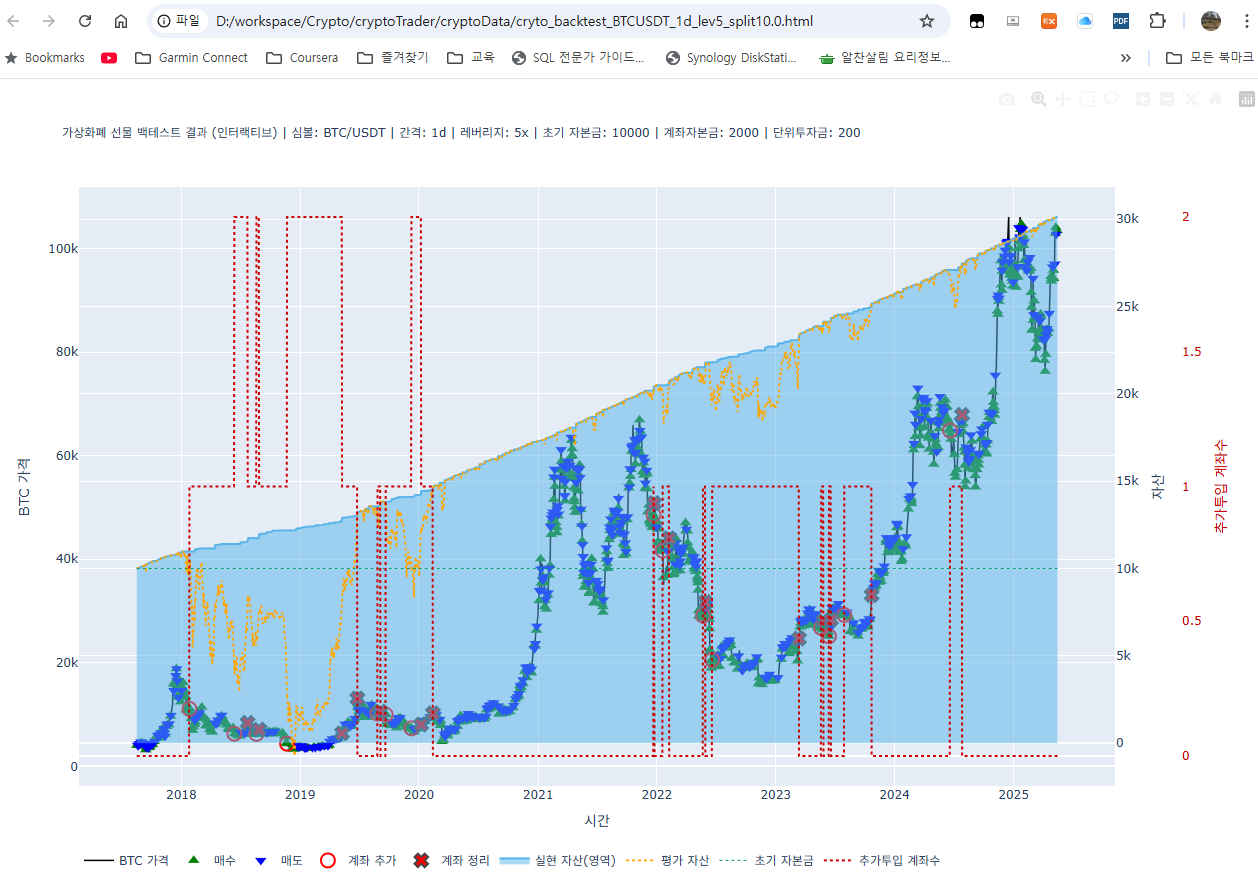 파일
D:/workspace/Crypto/cryptoTrader/cryptoData/cryto_backtest_BTCUSDT_1d_lev5_split10.0.html
EX
PDF
Bookmarks
Garmin Connect
Coursera
즐겨찾기
교육
SQL 전문가 가이드...
Synology DiskStati...
알찬살림 요리정보...
모든 북마크
가상화폐 선물 백테스트 결과 (인터랙티브) | 심볼: BTC/USDT | 간격: 1d | 레버리지: 5x | 초기 자본금: 10000 | 계좌자본금: 2000 | 단위투자금: 200
BTC 가격
100k
80k
60k
40k
20k
0
30k
25k
20k
15k
10k
5k
0
자산
2
1.5
1
0.5
0
추가투입 계좌수
2018
2019
2020
2021
2022
2023
2024
2025
시간
BTC 가격
매수
매도
계좌 추가
계좌 정리
실현 자산(영역)
평가 자산
초기 자본금
추가투입 계좌수